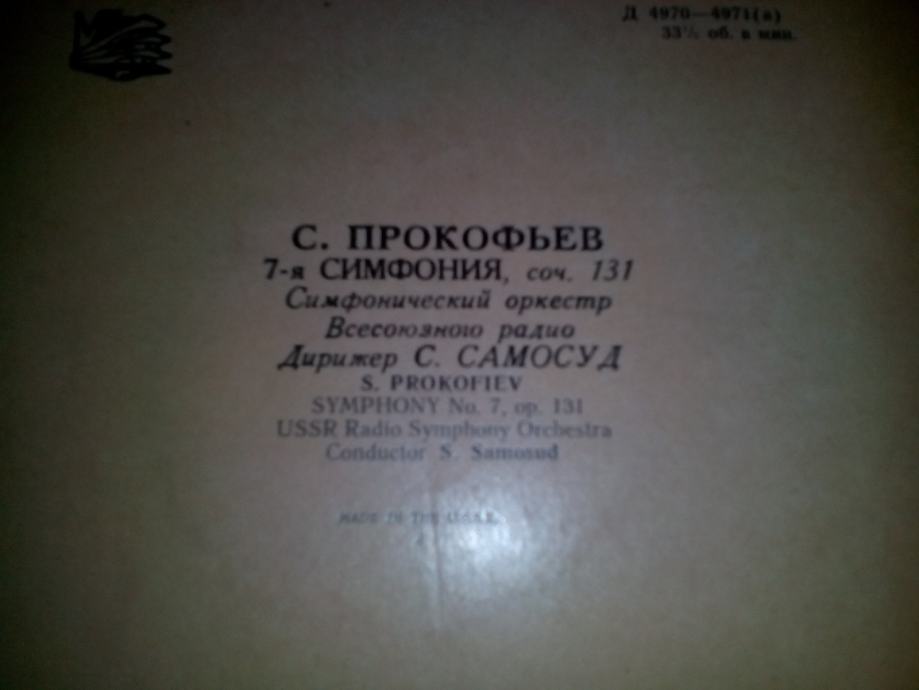 Д 4970—4971(а)
33⅓ об. в мин.
С. ПРОКОФЬЕВ
7-я СИМФОНИЯ, соч. 131
Симфонический оркестр
Всесоюзного радио
Дирижер С. САМОСУД
S. PROKOFIEV
SYMPHONY No. 7, op. 131
USSR Radio Symphony Orchestra
Conductor S. Samosud
MADE IN THE U.S.S.R.